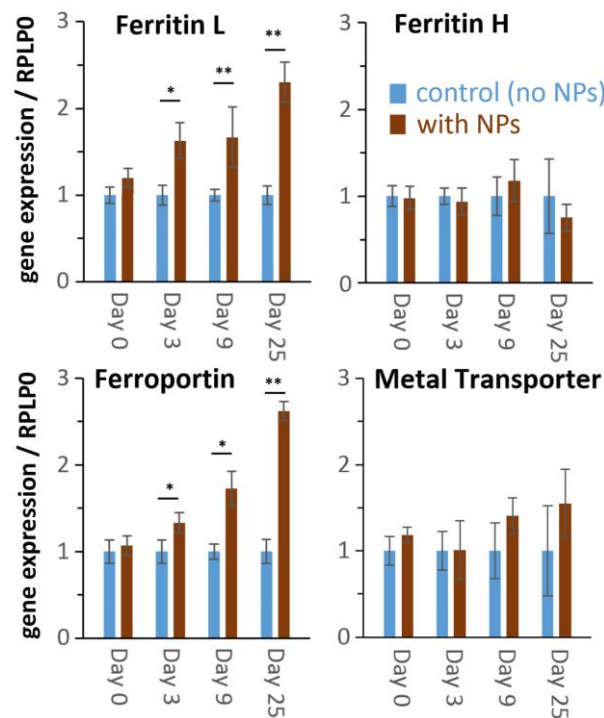 Ferritin L
Ferritin H
gene expression / RPLP0
3
2
1
0
*
**
**
Day 0
Day 3
Day 9
Day 25
3
2
1
0
control (no NPs)
with NPs
Day 0
Day 3
Day 9
Day 25
Ferroportin
Metal Transporter
gene expression / RPLP0
3
2
1
0
*
*
**
Day 0
Day 3
Day 9
Day 25
3
2
1
0
Day 0
Day 3
Day 9
Day 25